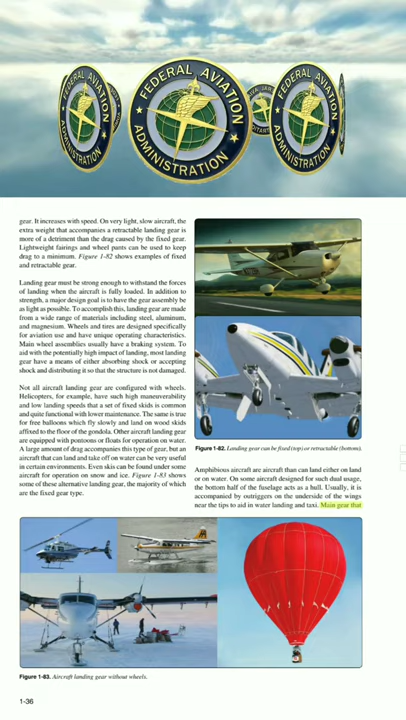 FEDERAL AVIATION
ADMINISTRATION
FEDERAL AVIATION
ADMINISTRATION
FEDERAL AVIATION
ADMINISTRATION
gear. It increases with speed. On very light, slow aircraft, the
extra weight that accompanies a retractable landing gear is
more of a detriment than the drag caused by the fixed gear.
Lightweight fairings and wheel pants can be used to keep
drag to a minimum. Figure 1-82 shows examples of fixed
and retractable gear.
Landing gear must be strong enough to withstand the forces
of landing when the aircraft is fully loaded. In addition to
strength, a major design goal is to have the gear assembly be
as light as possible. To accomplish this, landing gear are made
from a wide range of materials including steel, aluminum,
and magnesium. Wheels and tires are designed specifically
for aviation use and have unique operating characteristics.
Main wheel assemblies usually have a braking system. To
aid with the potentially high impact of landing, most landing
gear have a means of either absorbing shock or accepting
shock and distributing it so that the structure is not damaged.
Not all aircraft landing gear are configured with wheels.
Helicopters, for example, have such high maneuverability
and low landing speeds that a set of fixed skids is common
and quite functional with lower maintenance. The same is true
for free balloons which fly slowly and land on wood skids
affixed to the floor of the gondola. Other aircraft landing gear
are equipped with pontoons or floats for operation on water.
A large amount of drag accompanies this type of gear, but an
aircraft that can land and take off on water can be very useful
in certain environments. Even skis can be found under some
aircraft for operation on snow and ice. Figure 1-83 shows
some of these alternative landing gear, the majority of which
are the fixed gear type.
Figure 1-82. Landing gear can be fixed (top) or retractable (bottom).
Amphibious aircraft are aircraft than can land either on land
or on water. On some aircraft designed for such dual usage,
the bottom half of the fuselage acts as a hull. Usually, it is
accompanied by outriggers on the underside of the wings
near the tips to aid in water landing and taxi. Main gear that
Figure 1-83. Aircraft landing gear without wheels.
1-36